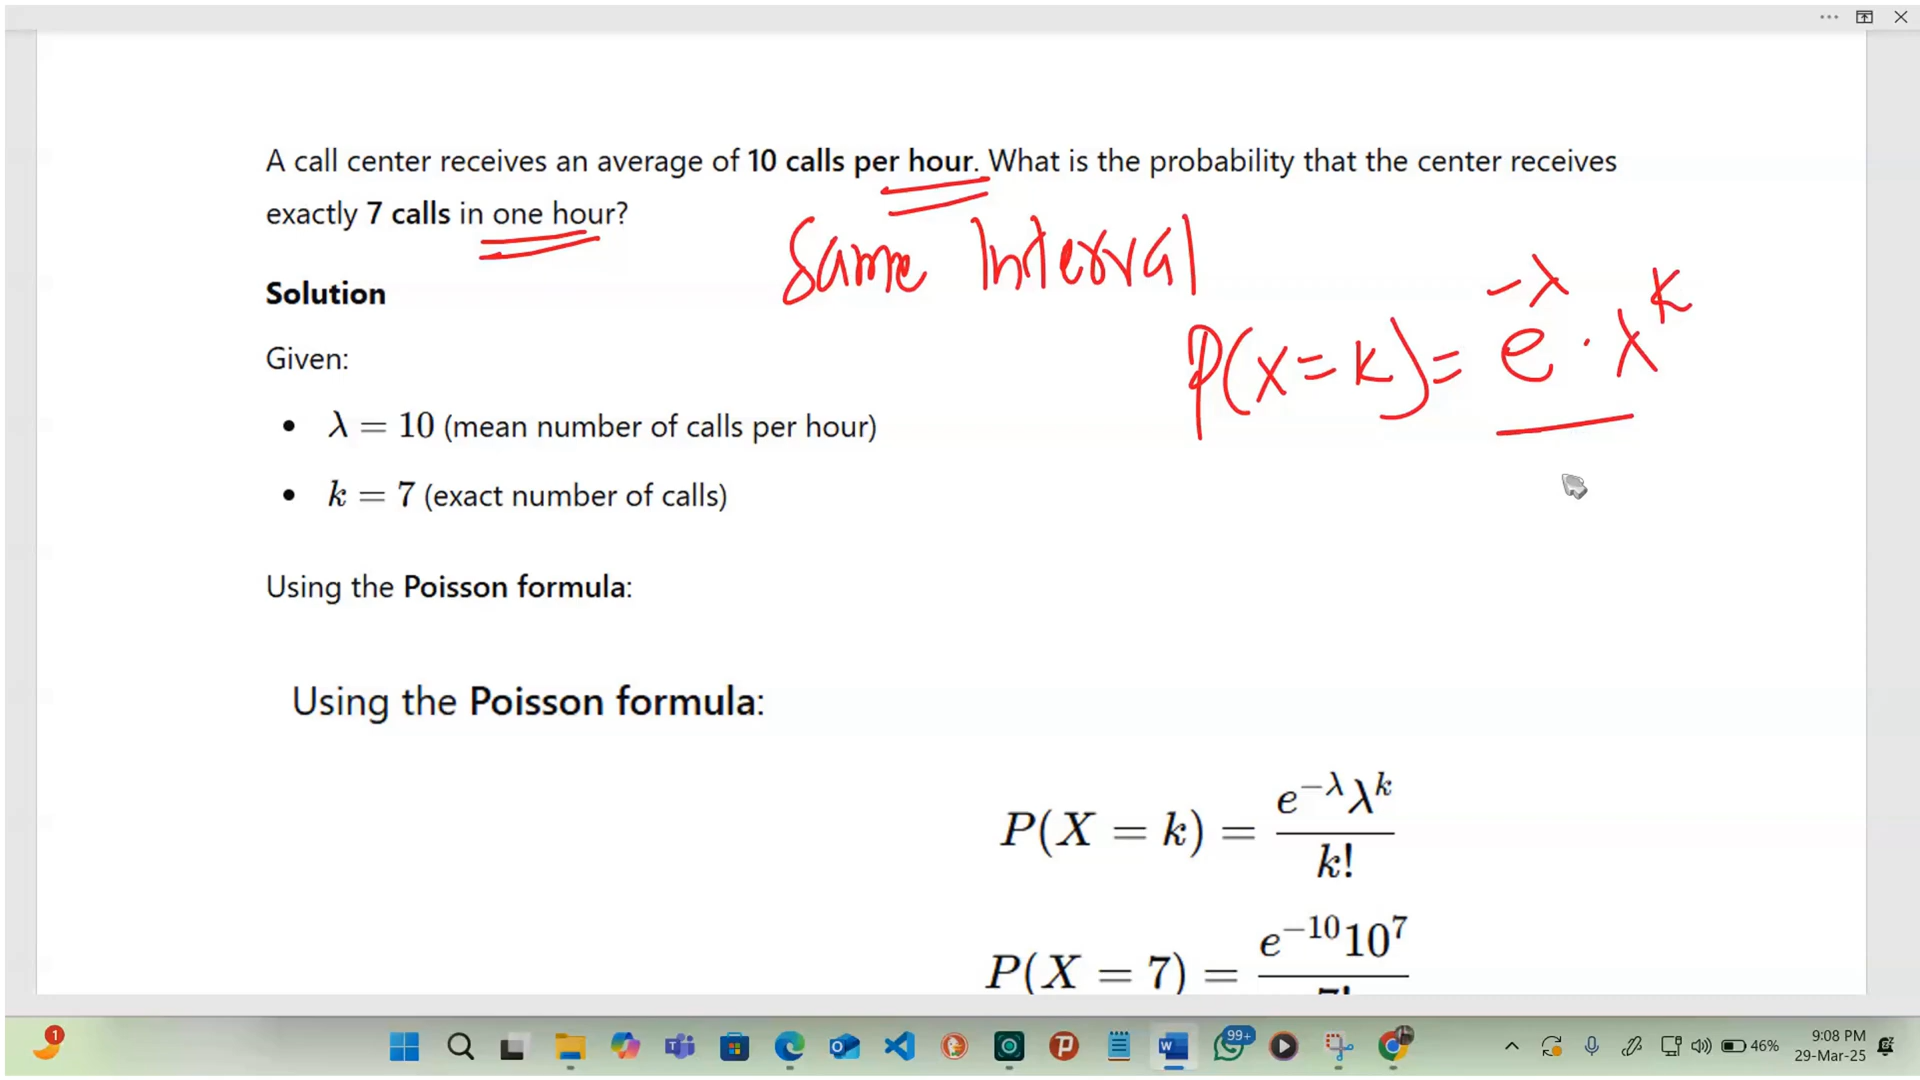 A call center receives an average of 10 calls per hour. What is the probability that the center receives
exactly 7 calls in one hour?
Same Interval
Solution
P(X=k)= e^-λ · λ^k
Given:
• λ = 10 (mean number of calls per hour)
• k = 7 (exact number of calls)
Using the Poisson formula:
Using the Poisson formula:
P(X = k) = e^−λ λ^k / k!
P(X = 7) = e^−10 10^7 / 7!
1
99+
46%
9:08 PM
29-Mar-25